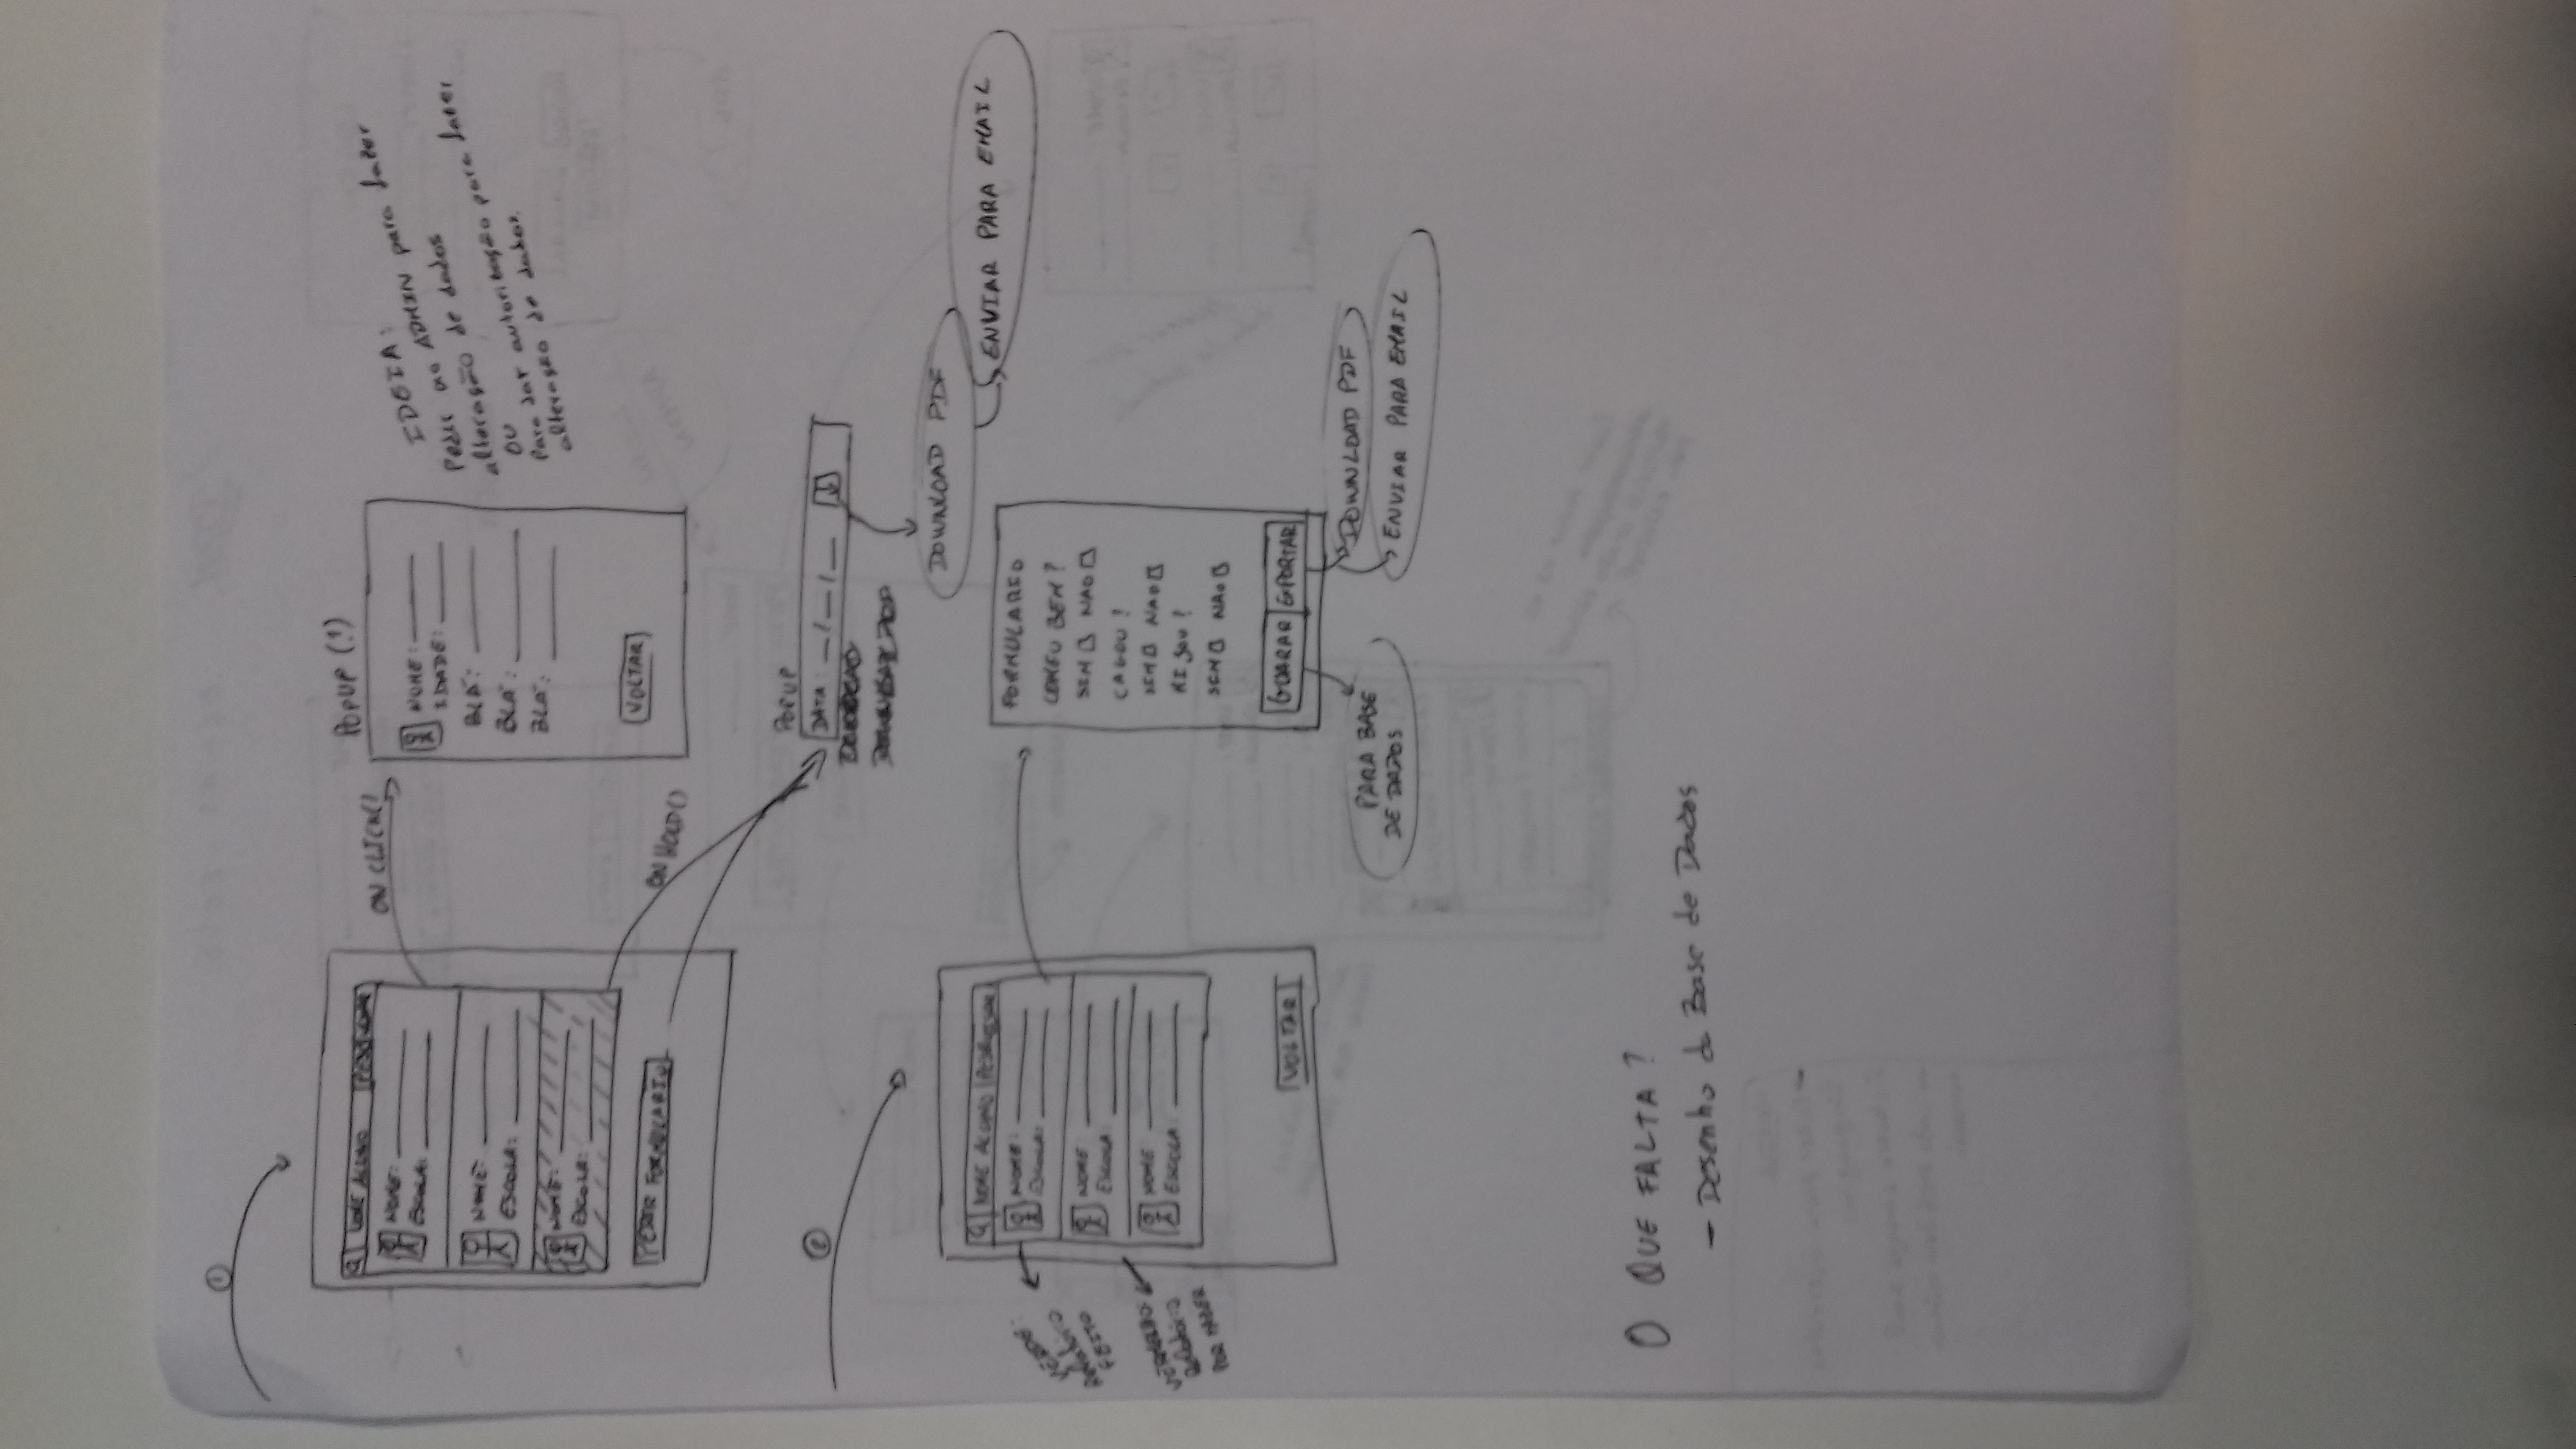 1
NOME ALUNO PESQUISAR
NOME:
ESCOLA:
NOME:
ESCOLA:
NOME:
ESCOLA:
PEDIR FORMULARIO
ON CLICK()
POPUP (!)
NOME:
IDADE:
BLÁ:
BLÁ:
BLÁ:
VOLTAR
IDEIA:
Pedir ao ADMIN para fazer
alteração de dados
OU
Para dar autorização para fazer
alteração de dados.
ON HOLD()
POPUP
DATA: __/__/__
DOWNLOAD PDF
ENVIAR PARA EMAIL
2
NOME ALUNO PESQUISAR
NOME:
ESCOLA:
NOME
ESCOLA:
NOME
ESCOLA:
VOLTAR
VERDE:
Relatório
FEITO
VERMELHO:
Relatório
POR FAZER
FORMULARIO
COMEU BEM?
SIM NAO
CAGOU?
SIM NAO
MIJOU?
SIM NAO
GUARAR EXPORTAR
PARA BASE
DE DADOS
DOWNLOAD PDF
ENVIAR PARA EMAIL
O QUE FALTA?
- Desenho da Base de Dados